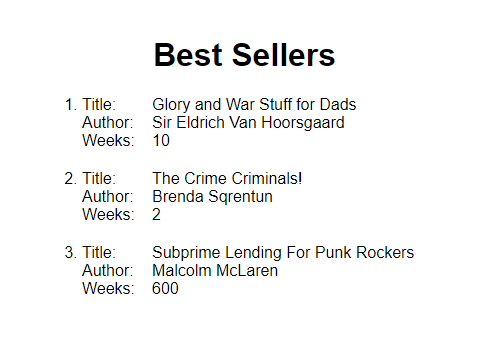 Best Sellers
1. Title: Glory and War Stuff for Dads
Author: Sir Eldrich Van Hoorsgaard
Weeks: 10
2. Title: The Crime Criminals!
Author: Brenda Sqrentun
Weeks: 2
3. Title: Subprime Lending For Punk Rockers
Author: Malcolm McLaren
Weeks: 600